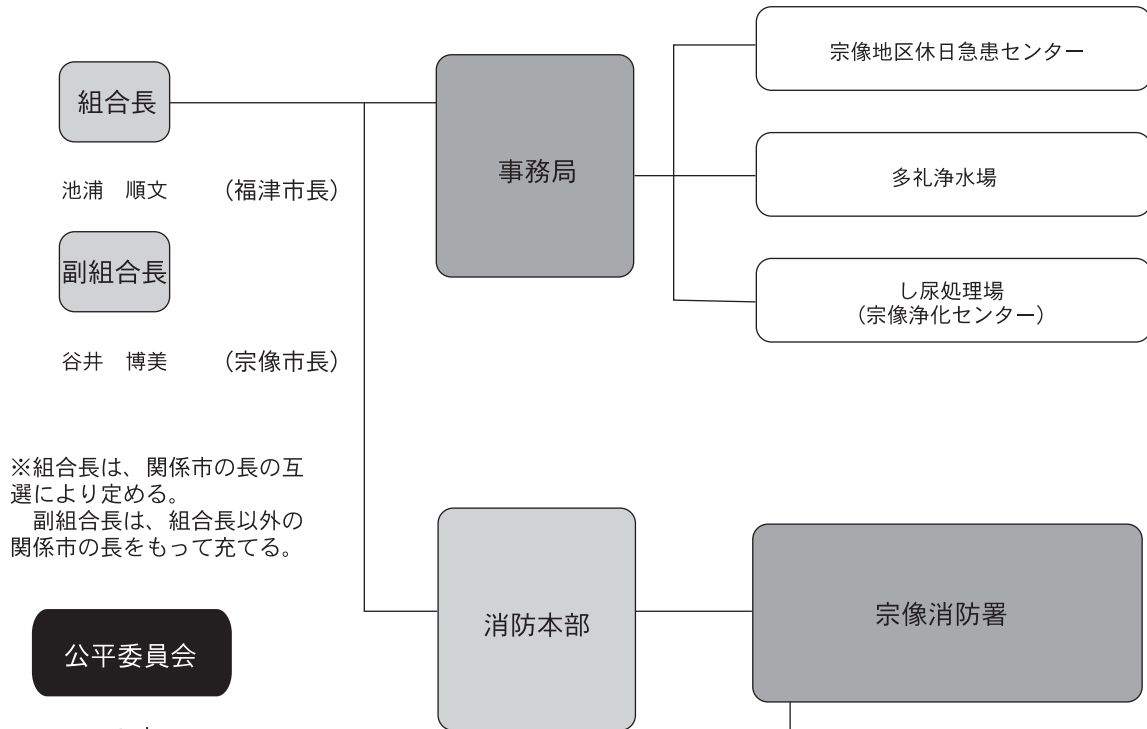 組合長
池浦　順文　（福津市長）
副組合長
谷井　博美　（宗像市長）
※組合長は、関係市の長の互
選により定める。
　副組合長は、組合長以外の
関係市の長をもって充てる。
公平委員会
事務局
宗像地区休日急患センター
多礼浄水場
し尿処理場
（宗像浄化センター）
消防本部
宗像消防署